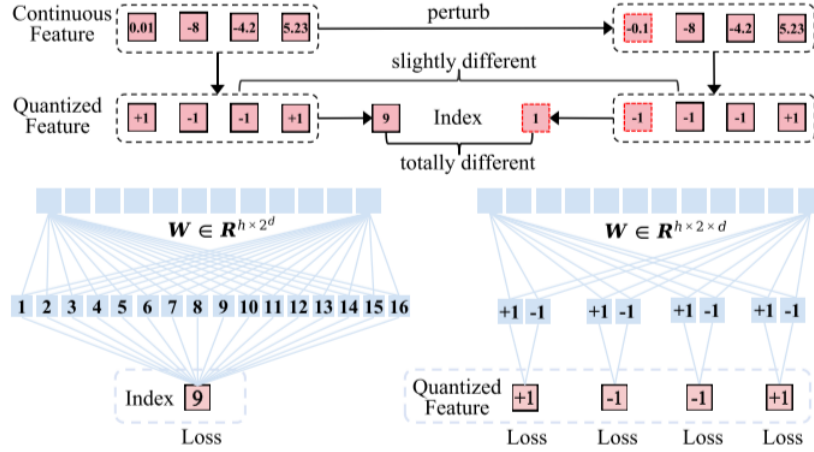 Continuous Feature 0.01 -8 -4.2 5.23 perturb -0.1 -8 -4.2 5.23
slightly different
Quantized Feature +1 -1 -1 +1 9 Index 1 -1 -1 -1 +1
totally different
W ∈ R^{h×2^d} W ∈ R^{h×2×d}
1 2 3 4 5 6 7 8 9 10 11 12 13 14 15 16 +1 -1 +1 -1 +1 -1 +1 -1
Index 9 Quantized Feature +1 -1 -1 +1
Loss Loss Loss Loss Loss